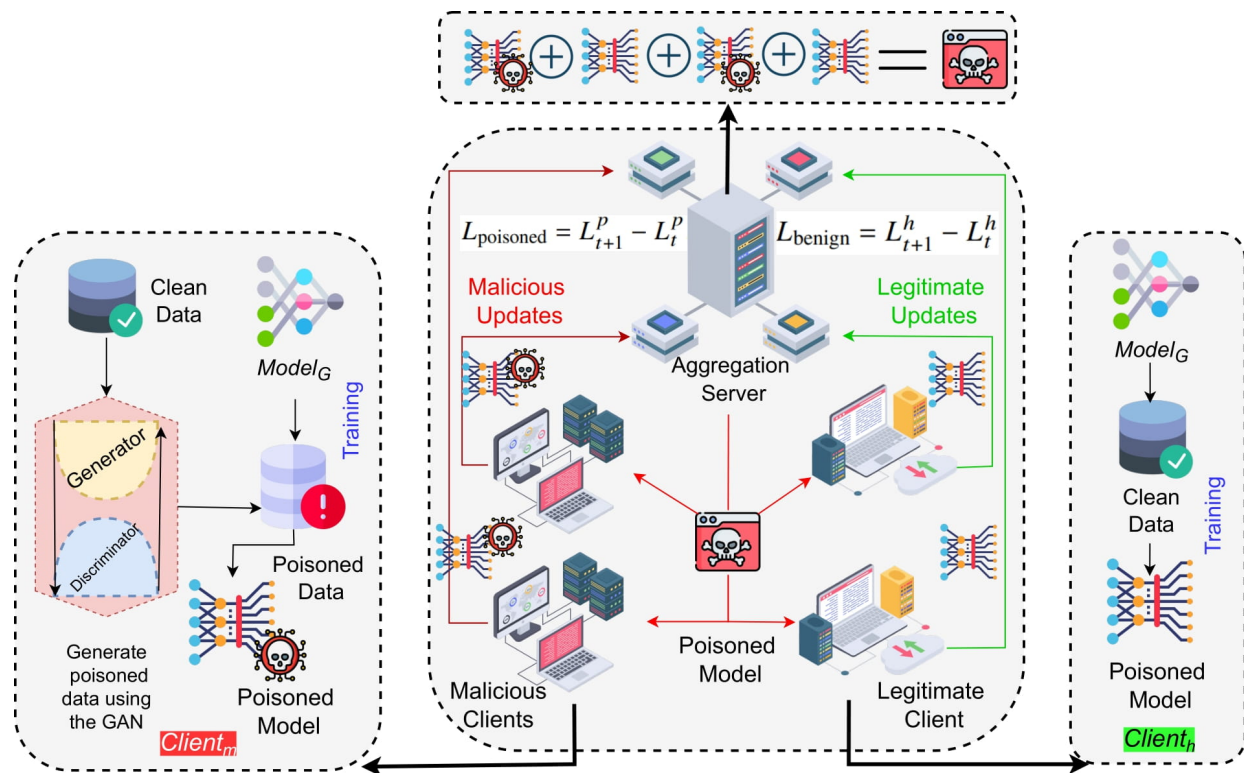 L_poisoned = L^p_{t+1} − L^p_t
L_benign = L^h_{t+1} − L^h_t
Malicious
Updates
Legitimate
Updates
Aggregation
Server
Poisoned
Model
Malicious
Clients
Legitimate
Client
Clean
Data
Model_G
Training
Generator
Discriminator
Poisoned
Data
Generate
poisoned
data using
the GAN
Poisoned
Model
Client_m
Model_G
Clean
Data
Training
Poisoned
Model
Client_h